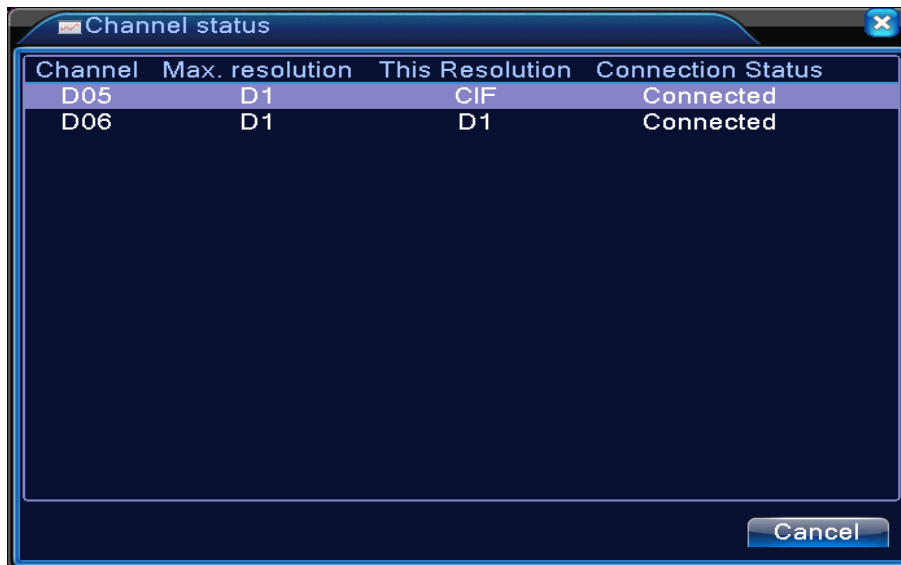 Channel status
Channel Max. resolution This Resolution Connection Status
D05 D1 CIF Connected
D06 D1 D1 Connected
Cancel